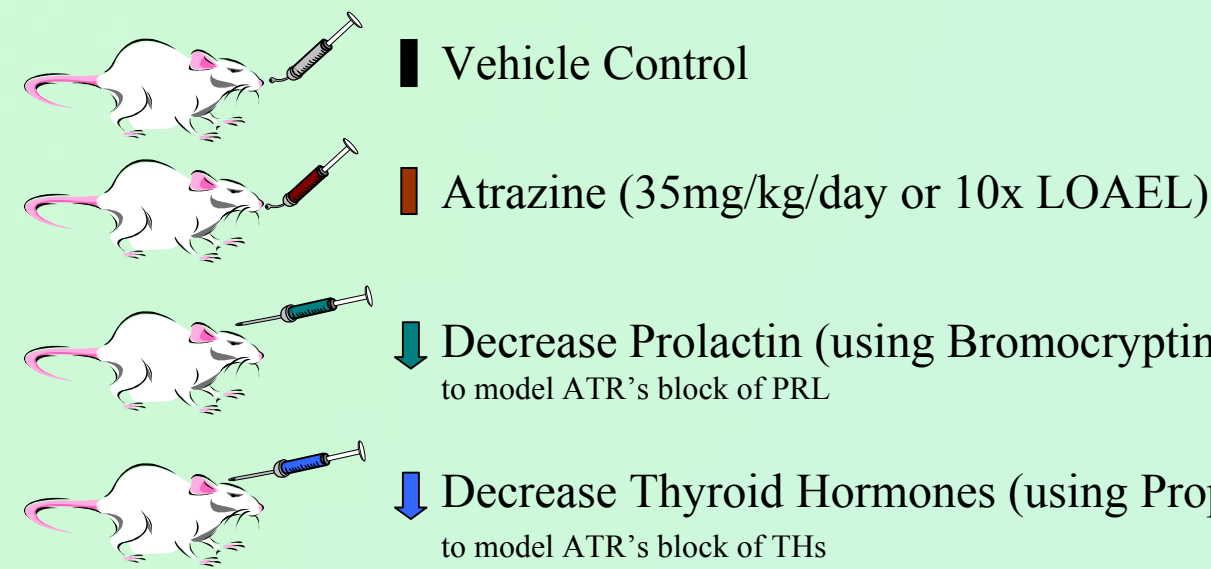 Vehicle Control
Atrazine (35mg/kg/day or 10x LOAEL)
Decrease Prolactin (using Bromocryptin
to model ATR's block of PRL
Decrease Thyroid Hormones (using Prop
to model ATR's block of THs